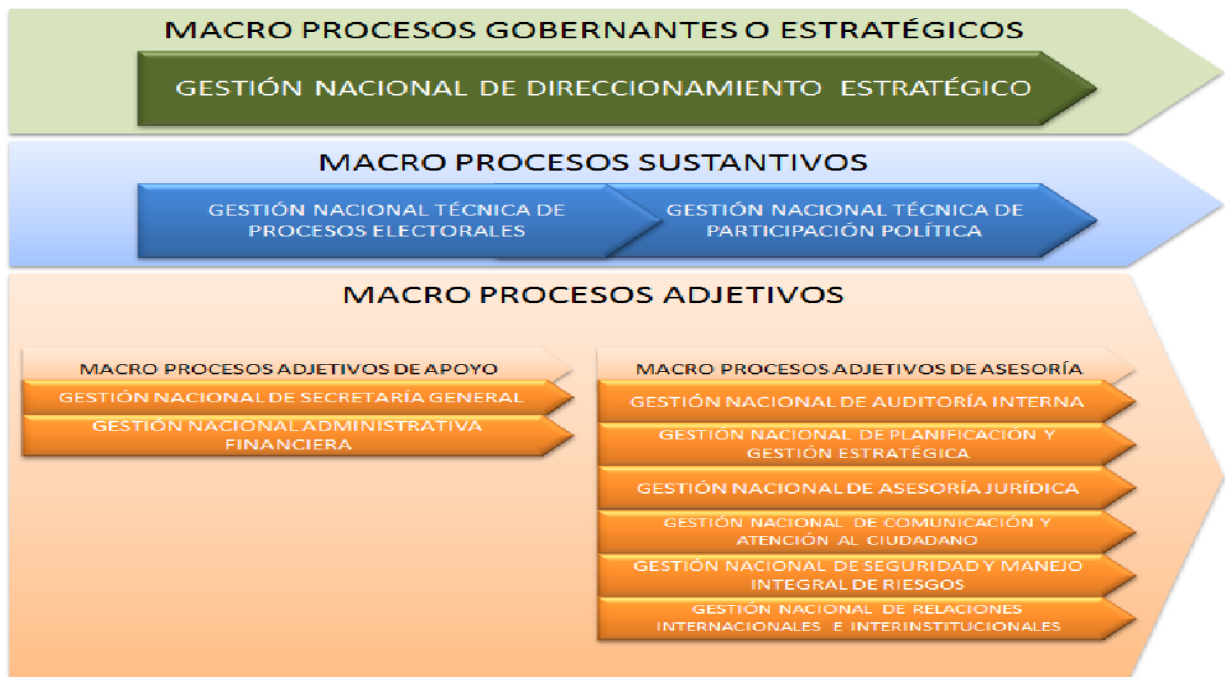 MACRO PROCESOS GOBERNANTES O ESTRATÉGICOS
GESTIÓN NACIONAL DE DIRECCIONAMIENTO ESTRATÉGICO
MACRO PROCESOS SUSTANTIVOS
GESTIÓN NACIONAL TÉCNICA DE
PROCESOS ELECTORALES
GESTIÓN NACIONAL TÉCNICA DE
PARTICIPACIÓN POLÍTICA
MACRO PROCESOS ADJETIVOS
MACRO PROCESOS ADJETIVOS DE APOYO
GESTIÓN NACIONAL DE SECRETARÍA GENERAL
GESTIÓN NACIONAL ADMINISTRATIVA
FINANCIERA
MACRO PROCESOS ADJETIVOS DE ASESORÍA
GESTIÓN NACIONAL DE AUDITORÍA INTERNA
GESTIÓN NACIONAL DE PLANIFICACIÓN Y
GESTIÓN ESTRATÉGICA
GESTIÓN NACIONAL DE ASESORÍA JURÍDICA
GESTIÓN NACIONAL DE COMUNICACIÓN Y
ATENCIÓN AL CIUDADANO
GESTIÓN NACIONAL DE SEGURIDAD Y MANEJO
INTEGRAL DE RIESGOS
GESTIÓN NACIONAL DE RELACIONES
INTERNACIONALES E INTERINSTITUCIONALES